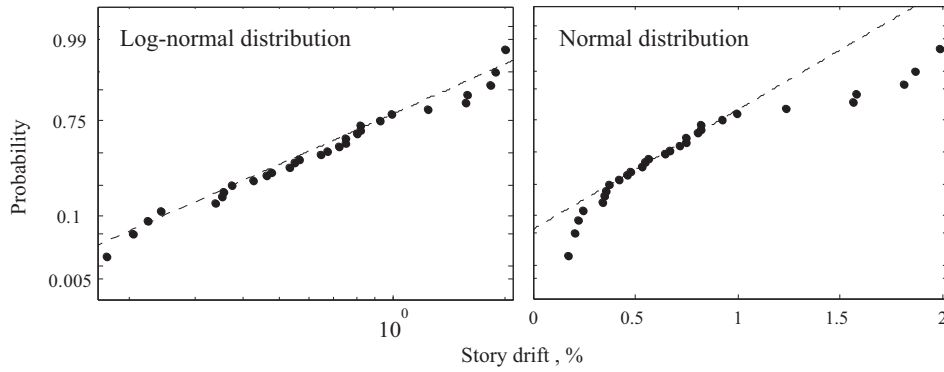 Log-normal distribution
Normal distribution
Probability
0.99
0.75
0.1
0.005
10^0
0
0.5
1
1.5
2
Story drift , %